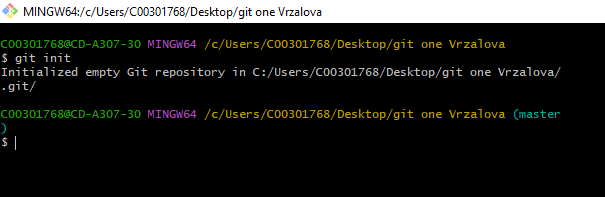 MINGW64:/c/Users/C00301768/Desktop/git one Vrzalova
C00301768@CD-A307-30 MINGW64 /c/Users/C00301768/Desktop/git one Vrzalova
$ git init
Initialized empty Git repository in C:/Users/C00301768/Desktop/git one Vrzalova/
.git/
C00301768@CD-A307-30 MINGW64 /c/Users/C00301768/Desktop/git one Vrzalova (master
)
$